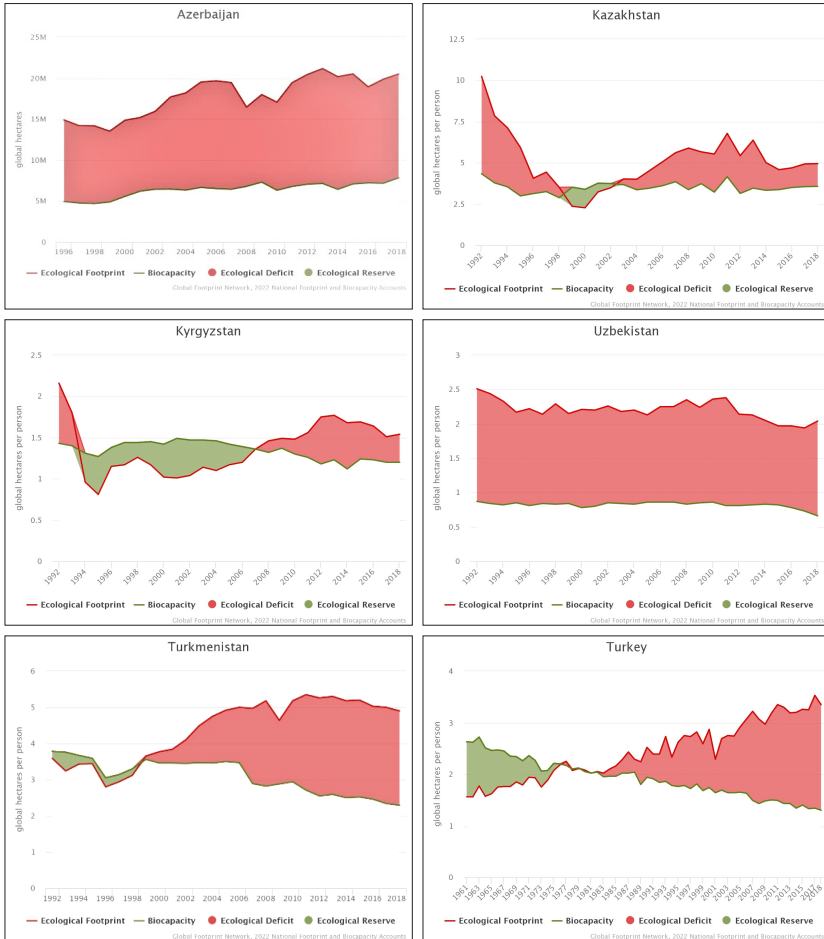 Azerbaijan
global hectares
25M
20M
15M
10M
5M
0
1996 1998 2000 2002 2004 2006 2008 2010 2012 2014 2016 2018
Ecological Footprint Biocapacity Ecological Deficit Ecological Reserve
Global Footprint Network, 2022 National Footprint and Biocapacity Accounts
Kazakhstan
global hectares per person
12.5
10
7.5
5
2.5
0
1992 1994 1996 1998 2000 2002 2004 2006 2008 2010 2012 2014 2016 2018
Ecological Footprint Biocapacity Ecological Deficit Ecological Reserve
Global Footprint Network, 2022 National Footprint and Biocapacity Accounts
Kyrgyzstan
global hectares per person
2.5
2
1.5
1
0.5
0
1992 1994 1996 1998 2000 2002 2004 2006 2008 2010 2012 2014 2016 2018
Ecological Footprint Biocapacity Ecological Deficit Ecological Reserve
Global Footprint Network, 2022 National Footprint and Biocapacity Accounts
Uzbekistan
global hectares per person
3
2.5
2
1.5
1
0.5
0
1992 1994 1996 1998 2000 2002 2004 2006 2008 2010 2012 2014 2016 2018
Ecological Footprint Biocapacity Ecological Deficit Ecological Reserve
Global Footprint Network, 2022 National Footprint and Biocapacity Accounts
Turkmenistan
6
5
4
3
2
1
0
1992 1994 1996 1998 2000 2002 2004 2006 2008 2010 2012 2014 2016 2018
Ecological Footprint Biocapacity Ecological Deficit Ecological Reserve
Global Footprint Network, 2022 National Footprint and Biocapacity Accounts
Turkey
global hectares per person
4
3
2
1
0
1961 1963 1965 1967 1969 1971 1973 1975 1977 1979 1981 1983 1985 1987 1989 1991 1993 1995 1997 1999 2001 2003 2005 2007 2009 2011 2013 2015 2017 2018
Ecological Footprint Biocapacity Ecological Deficit Ecological Reserve
Global Footprint Network, 2022 National Footprint and Biocapacity Accounts